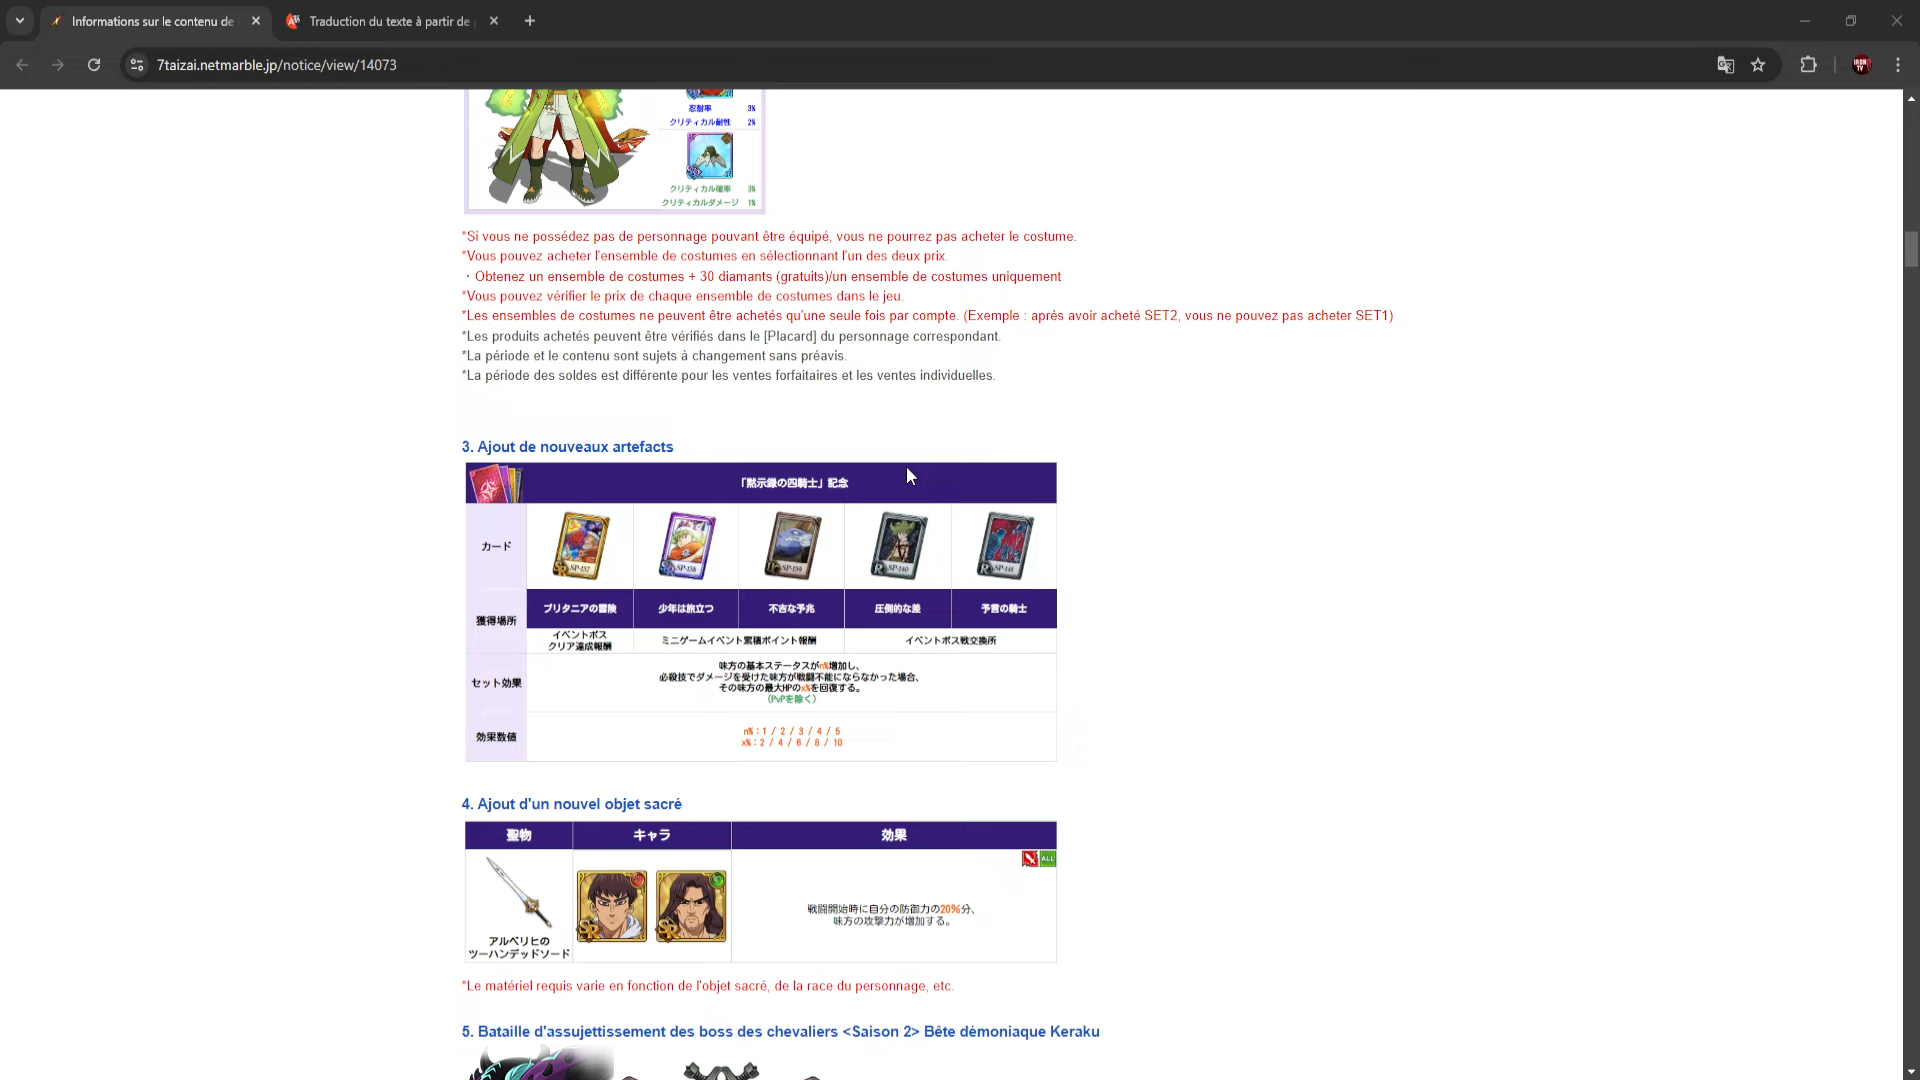 Informations sur le contenu de
Traduction du texte à partir de
7taizai.netmarble.jp/notice/view/14073
忍耐率 3%
クリティカル耐性 2%
クリティカル確率 3%
クリティカルダメージ 1%
*Si vous ne possédez pas de personnage pouvant être équipé, vous ne pourrez pas acheter le costume.
*Vous pouvez acheter l'ensemble de costumes en sélectionnant l'un des deux prix.
・Obtenez un ensemble de costumes + 30 diamants (gratuits)/un ensemble de costumes uniquement
*Vous pouvez vérifier le prix de chaque ensemble de costumes dans le jeu.
*Les ensembles de costumes ne peuvent être achetés qu'une seule fois par compte. (Exemple : après avoir acheté SET2, vous ne pouvez pas acheter SET1)
*Les produits achetés peuvent être vérifiés dans le [Placard] du personnage correspondant.
*La période et le contenu sont sujets à changement sans préavis.
*La période des soldes est différente pour les ventes forfaitaires et les ventes individuelles.
3. Ajout de nouveaux artefacts
「黙示録の四騎士」記念
カード
SR SP-137 SR SP-138 SP-139 R SP-140 R SP-141
獲得場所
ブリタニアの冒険 少年は旅立つ 不吉な予兆 圧倒的な差 予言の騎士
イベントボス
クリア達成報酬
ミニゲームイベント累積ポイント報酬
イベントボス戦交換所
セット効果
味方の基本ステータスがn%増加し、
必殺技でダメージを受けた味方が戦闘不能にならなかった場合、
その味方の最大HPのx%を回復する。
(PvPを除く)
効果数値
n%：1 / 2 / 3 / 4 / 5
x%：2 / 4 / 6 / 8 / 10
4. Ajout d'un nouvel objet sacré
聖物 キャラ 効果
ALL
SR SR
アルベリヒの
ツーハンデッドソード
戦闘開始時に自分の防御力の20%分、
味方の攻撃力が増加する。
*Le matériel requis varie en fonction de l'objet sacré, de la race du personnage, etc.
5. Bataille d'assujettissement des boss des chevaliers <Saison 2> Bête démoniaque Keraku